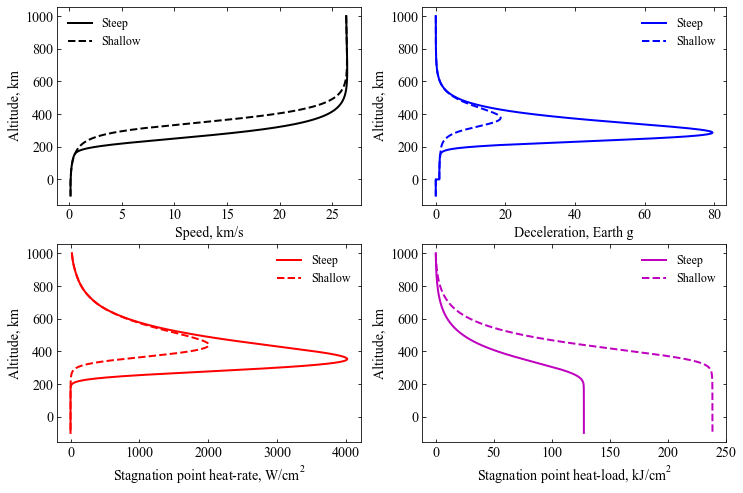 1000
800
600
400
200
0
Altitude, km
Steep
Shallow
0 5 10 15 20 25
Speed, km/s
1000
800
600
400
200
0
Altitude, km
Steep
Shallow
0 20 40 60 80
Deceleration, Earth g
1000
800
600
400
200
0
Altitude, km
Steep
Shallow
0 1000 2000 3000 4000
Stagnation point heat-rate, W/cm²
1000
800
600
400
200
0
Altitude, km
Steep
Shallow
0 50 100 150 200 250
Stagnation point heat-load, kJ/cm²